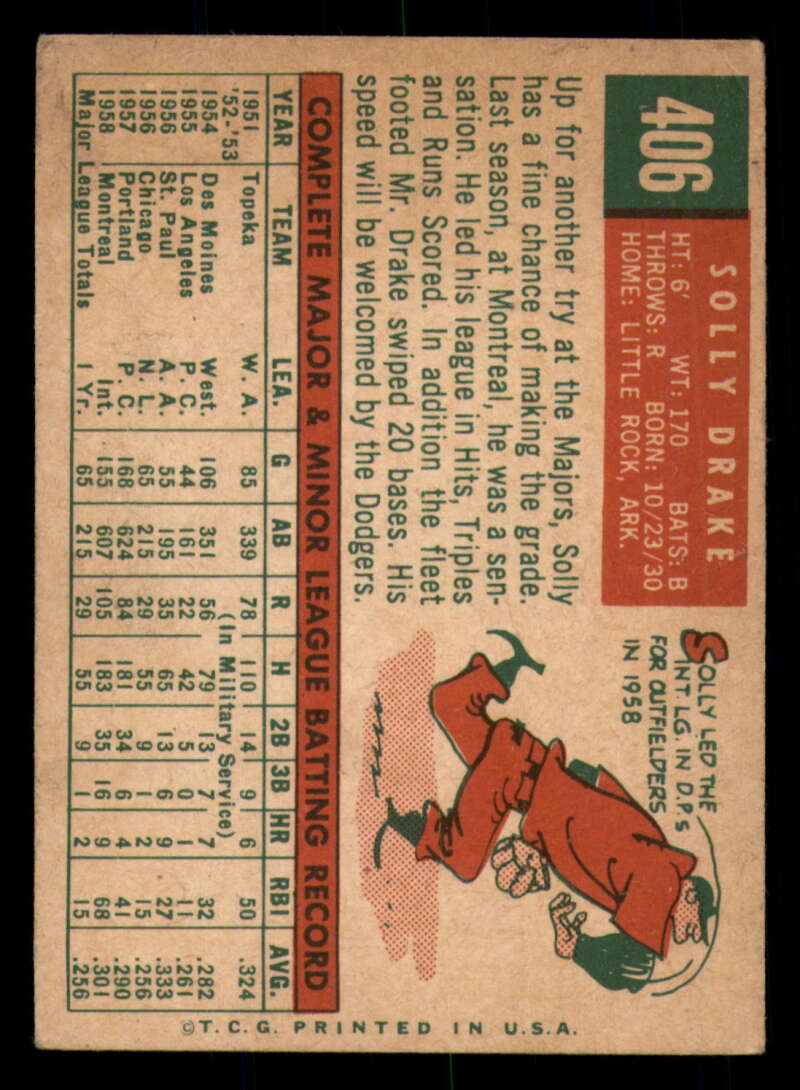 406
SOLLY DRAKE
HT: 6' WT: 170 BATS: B
THROWS: R BORN: 10/23/30
HOME: LITTLE ROCK, ARK.
Up for another try at the Majors, Solly
has a fine chance of making the grade.
Last season, at Montreal, he was a sen-
sation. He led his league in Hits, Triples
and Runs Scored. In addition the fleet
footed Mr. Drake swiped 20 bases. His
speed will be welcomed by the Dodgers.
SOLLY LED THE
INT. LG. IN D.P.s
FOR OUTFIELDERS
IN 1958
COMPLETE MAJOR & MINOR LEAGUE BATTING RECORD
YEAR TEAM LEA. G AB R H 2B 3B HR RBI AVG.
1951 Topeka W. A. 85 339 78 110 14 9 6 50 .324
'52-'53 (In Military Service)
1954 Des Moines West. 106 351 56 79 13 7 7 32 .282
1955 Los Angeles P. C. 44 161 22 42 5 0 1 11 .261
1956 St. Paul A. A. 55 195 35 65 13 6 9 27 .333
1956 Chicago N. L. 65 215 29 55 9 1 2 15 .256
1957 Portland P. C. 168 624 84 181 34 6 4 41 .290
1958 Montreal Int. 155 607 105 183 35 16 9 68 .301
Major League Totals 1 Yr. 65 215 29 55 9 1 2 15 .256
© T. C. G. PRINTED IN U.S.A.